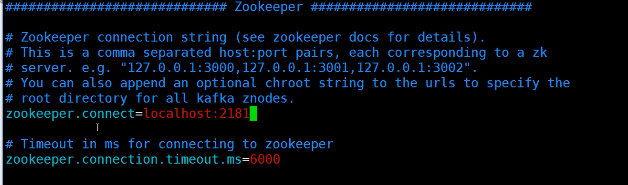 ############################# Zookeeper #############################
# Zookeeper connection string (see zookeeper docs for details).
# This is a comma separated host:port pairs, each corresponding to a zk
# server. e.g. "127.0.0.1:3000,127.0.0.1:3001,127.0.0.1:3002".
# You can also append an optional chroot string to the urls to specify the
# root directory for all kafka znodes.
zookeeper.connect=localhost:2181
# Timeout in ms for connecting to zookeeper
zookeeper.connection.timeout.ms=6000